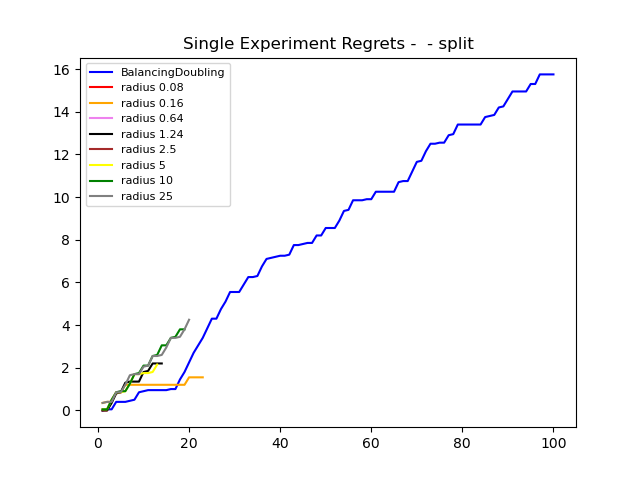 Single Experiment Regrets -  - split
BalancingDoubling
radius 0.08
radius 0.16
radius 0.64
radius 1.24
radius 2.5
radius 5
radius 10
radius 25
16
14
12
10
8
6
4
2
0
0 20 40 60 80 100